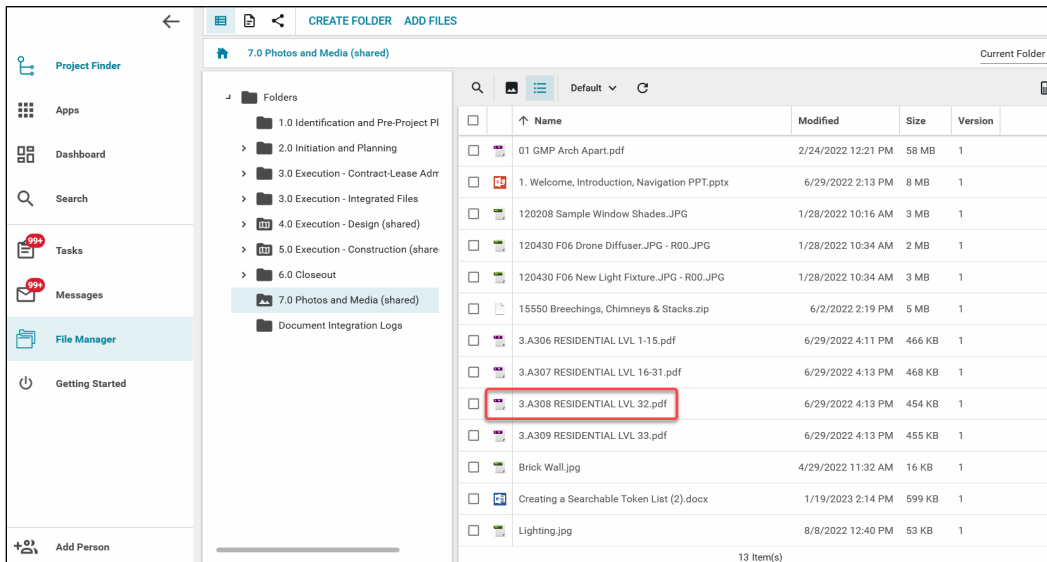 CREATE FOLDER ADD FILES
7.0 Photos and Media (shared)
Current Folder
Project Finder
Apps
Dashboard
Search
99+
Tasks
99+
Messages
File Manager
Getting Started
Add Person
Folders
1.0 Identification and Pre-Project Pl
2.0 Initiation and Planning
3.0 Execution - Contract-Lease Adm
3.0 Execution - Integrated Files
4.0 Execution - Design (shared)
5.0 Execution - Construction (share
6.0 Closeout
7.0 Photos and Media (shared)
Document Integration Logs
Default
Name Modified Size Version
01 GMP Arch Apart.pdf 2/24/2022 12:21 PM 58 MB 1
1. Welcome, Introduction, Navigation PPT.pptx 6/29/2022 2:13 PM 8 MB 1
120208 Sample Window Shades.JPG 1/28/2022 10:16 AM 3 MB 1
120430 F06 Drone Diffuser.JPG - R00.JPG 1/28/2022 10:34 AM 2 MB 1
120430 F06 New Light Fixture.JPG - R00.JPG 1/28/2022 10:34 AM 3 MB 1
15550 Breechings, Chimneys & Stacks.zip 6/2/2022 2:19 PM 5 MB 1
3.A306 RESIDENTIAL LVL 1-15.pdf 6/29/2022 4:11 PM 466 KB 1
3.A307 RESIDENTIAL LVL 16-31.pdf 6/29/2022 4:13 PM 468 KB 1
3.A308 RESIDENTIAL LVL 32.pdf 6/29/2022 4:13 PM 454 KB 1
3.A309 RESIDENTIAL LVL 33.pdf 6/29/2022 4:13 PM 455 KB 1
Brick Wall.jpg 4/29/2022 11:32 AM 16 KB 1
Creating a Searchable Token List (2).docx 1/19/2023 2:14 PM 599 KB 1
Lighting.jpg 8/8/2022 12:40 PM 53 KB 1
13 Item(s)